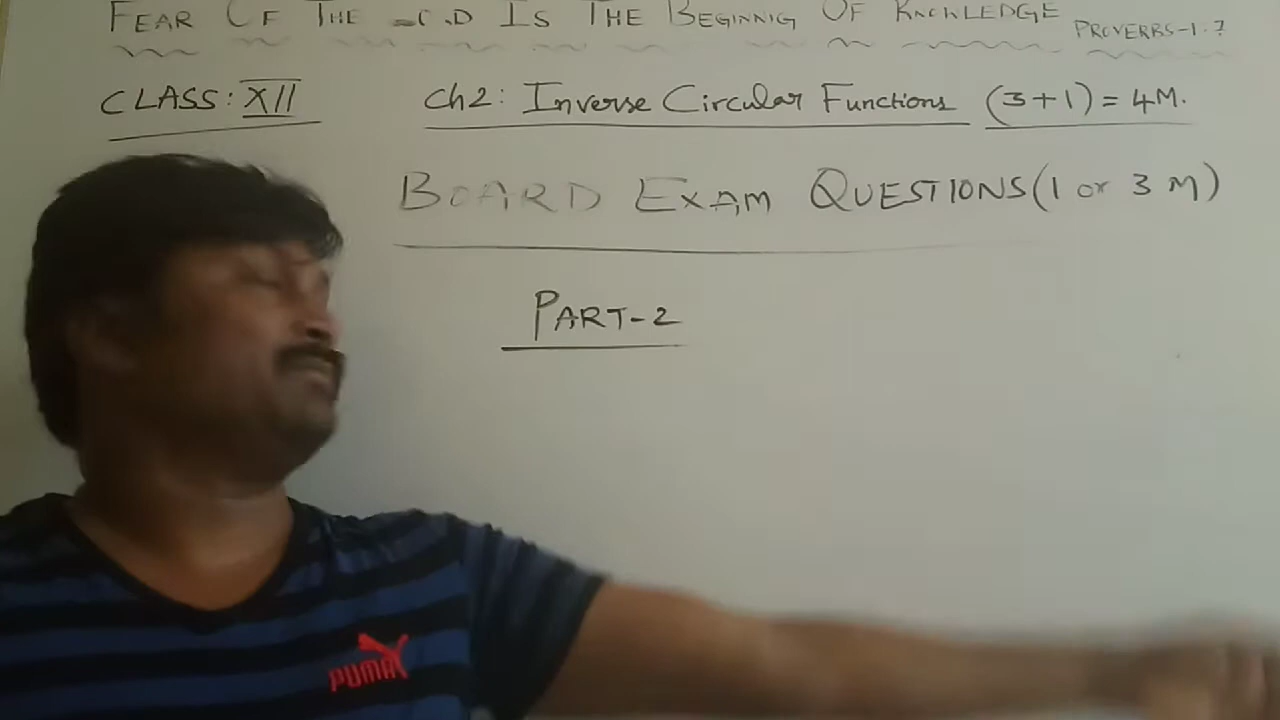 FEAR OF THE IS THE BEGINNIG OF KNOWLEDGE
PROVERBS-1:7
CLASS: XII Ch2: Inverse Circular Functions (3+1) = 4M.
BOARD EXAM QUESTIONS (1 or 3 M)
PART-2
PUMA